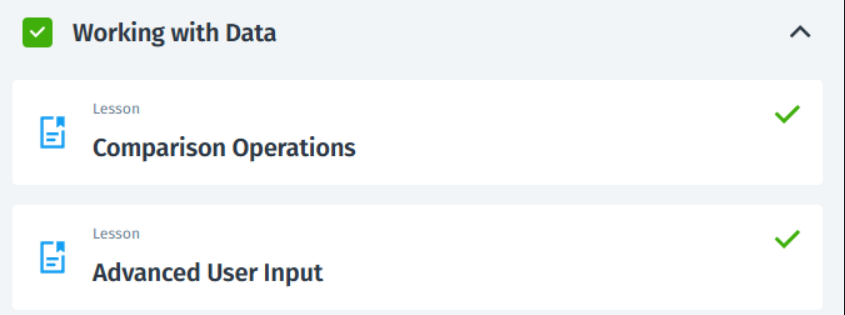 Working with Data
Lesson
Comparison Operations
Lesson
Advanced User Input